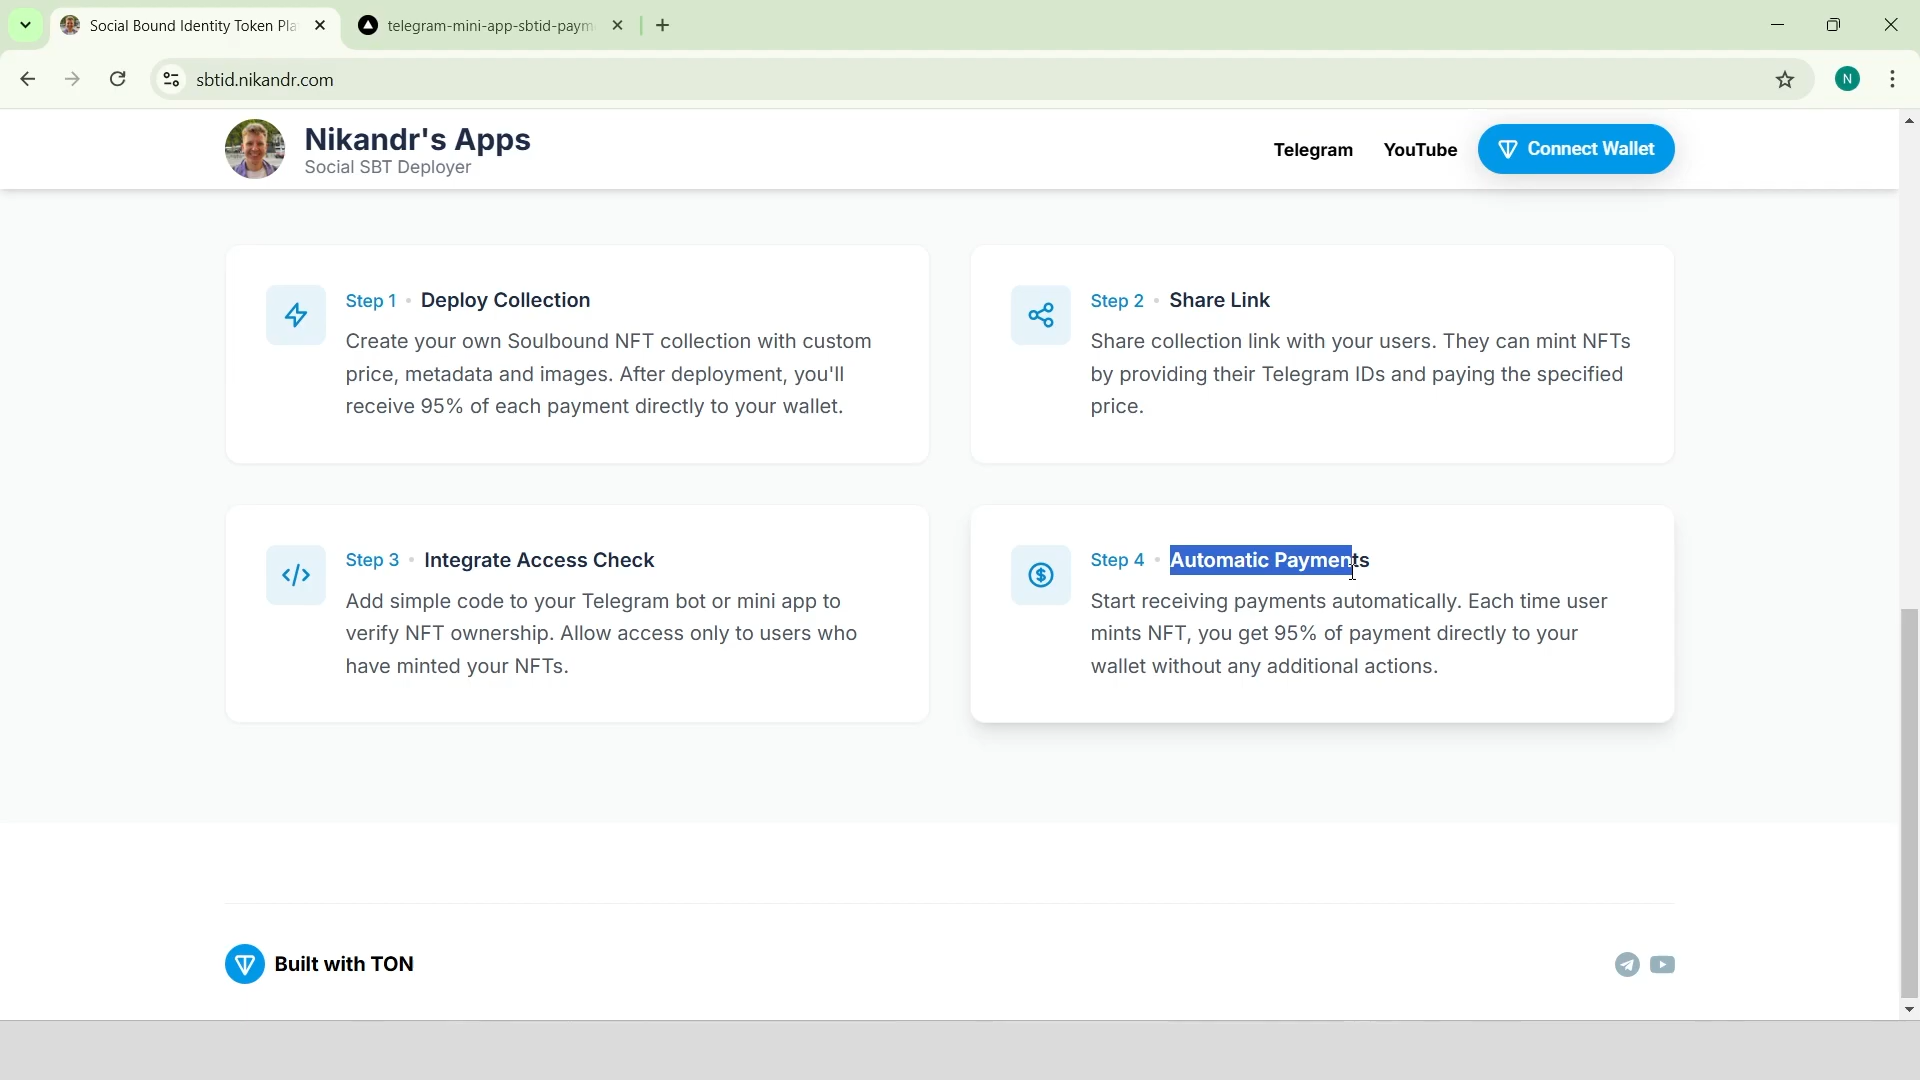 Social Bound Identity Token Pla
telegram-mini-app-sbtid-paym
sbtid.nikandr.com
N
Nikandr's Apps
Social SBT Deployer
Telegram
YouTube
Connect Wallet
Step 1 • Deploy Collection
Create your own Soulbound NFT collection with custom
price, metadata and images. After deployment, you'll
receive 95% of each payment directly to your wallet.
Step 2 • Share Link
Share collection link with your users. They can mint NFTs
by providing their Telegram IDs and paying the specified
price.
Step 3 • Integrate Access Check
Add simple code to your Telegram bot or mini app to
verify NFT ownership. Allow access only to users who
have minted your NFTs.
Step 4 • Automatic Payments
Start receiving payments automatically. Each time user
mints NFT, you get 95% of payment directly to your
wallet without any additional actions.
Built with TON